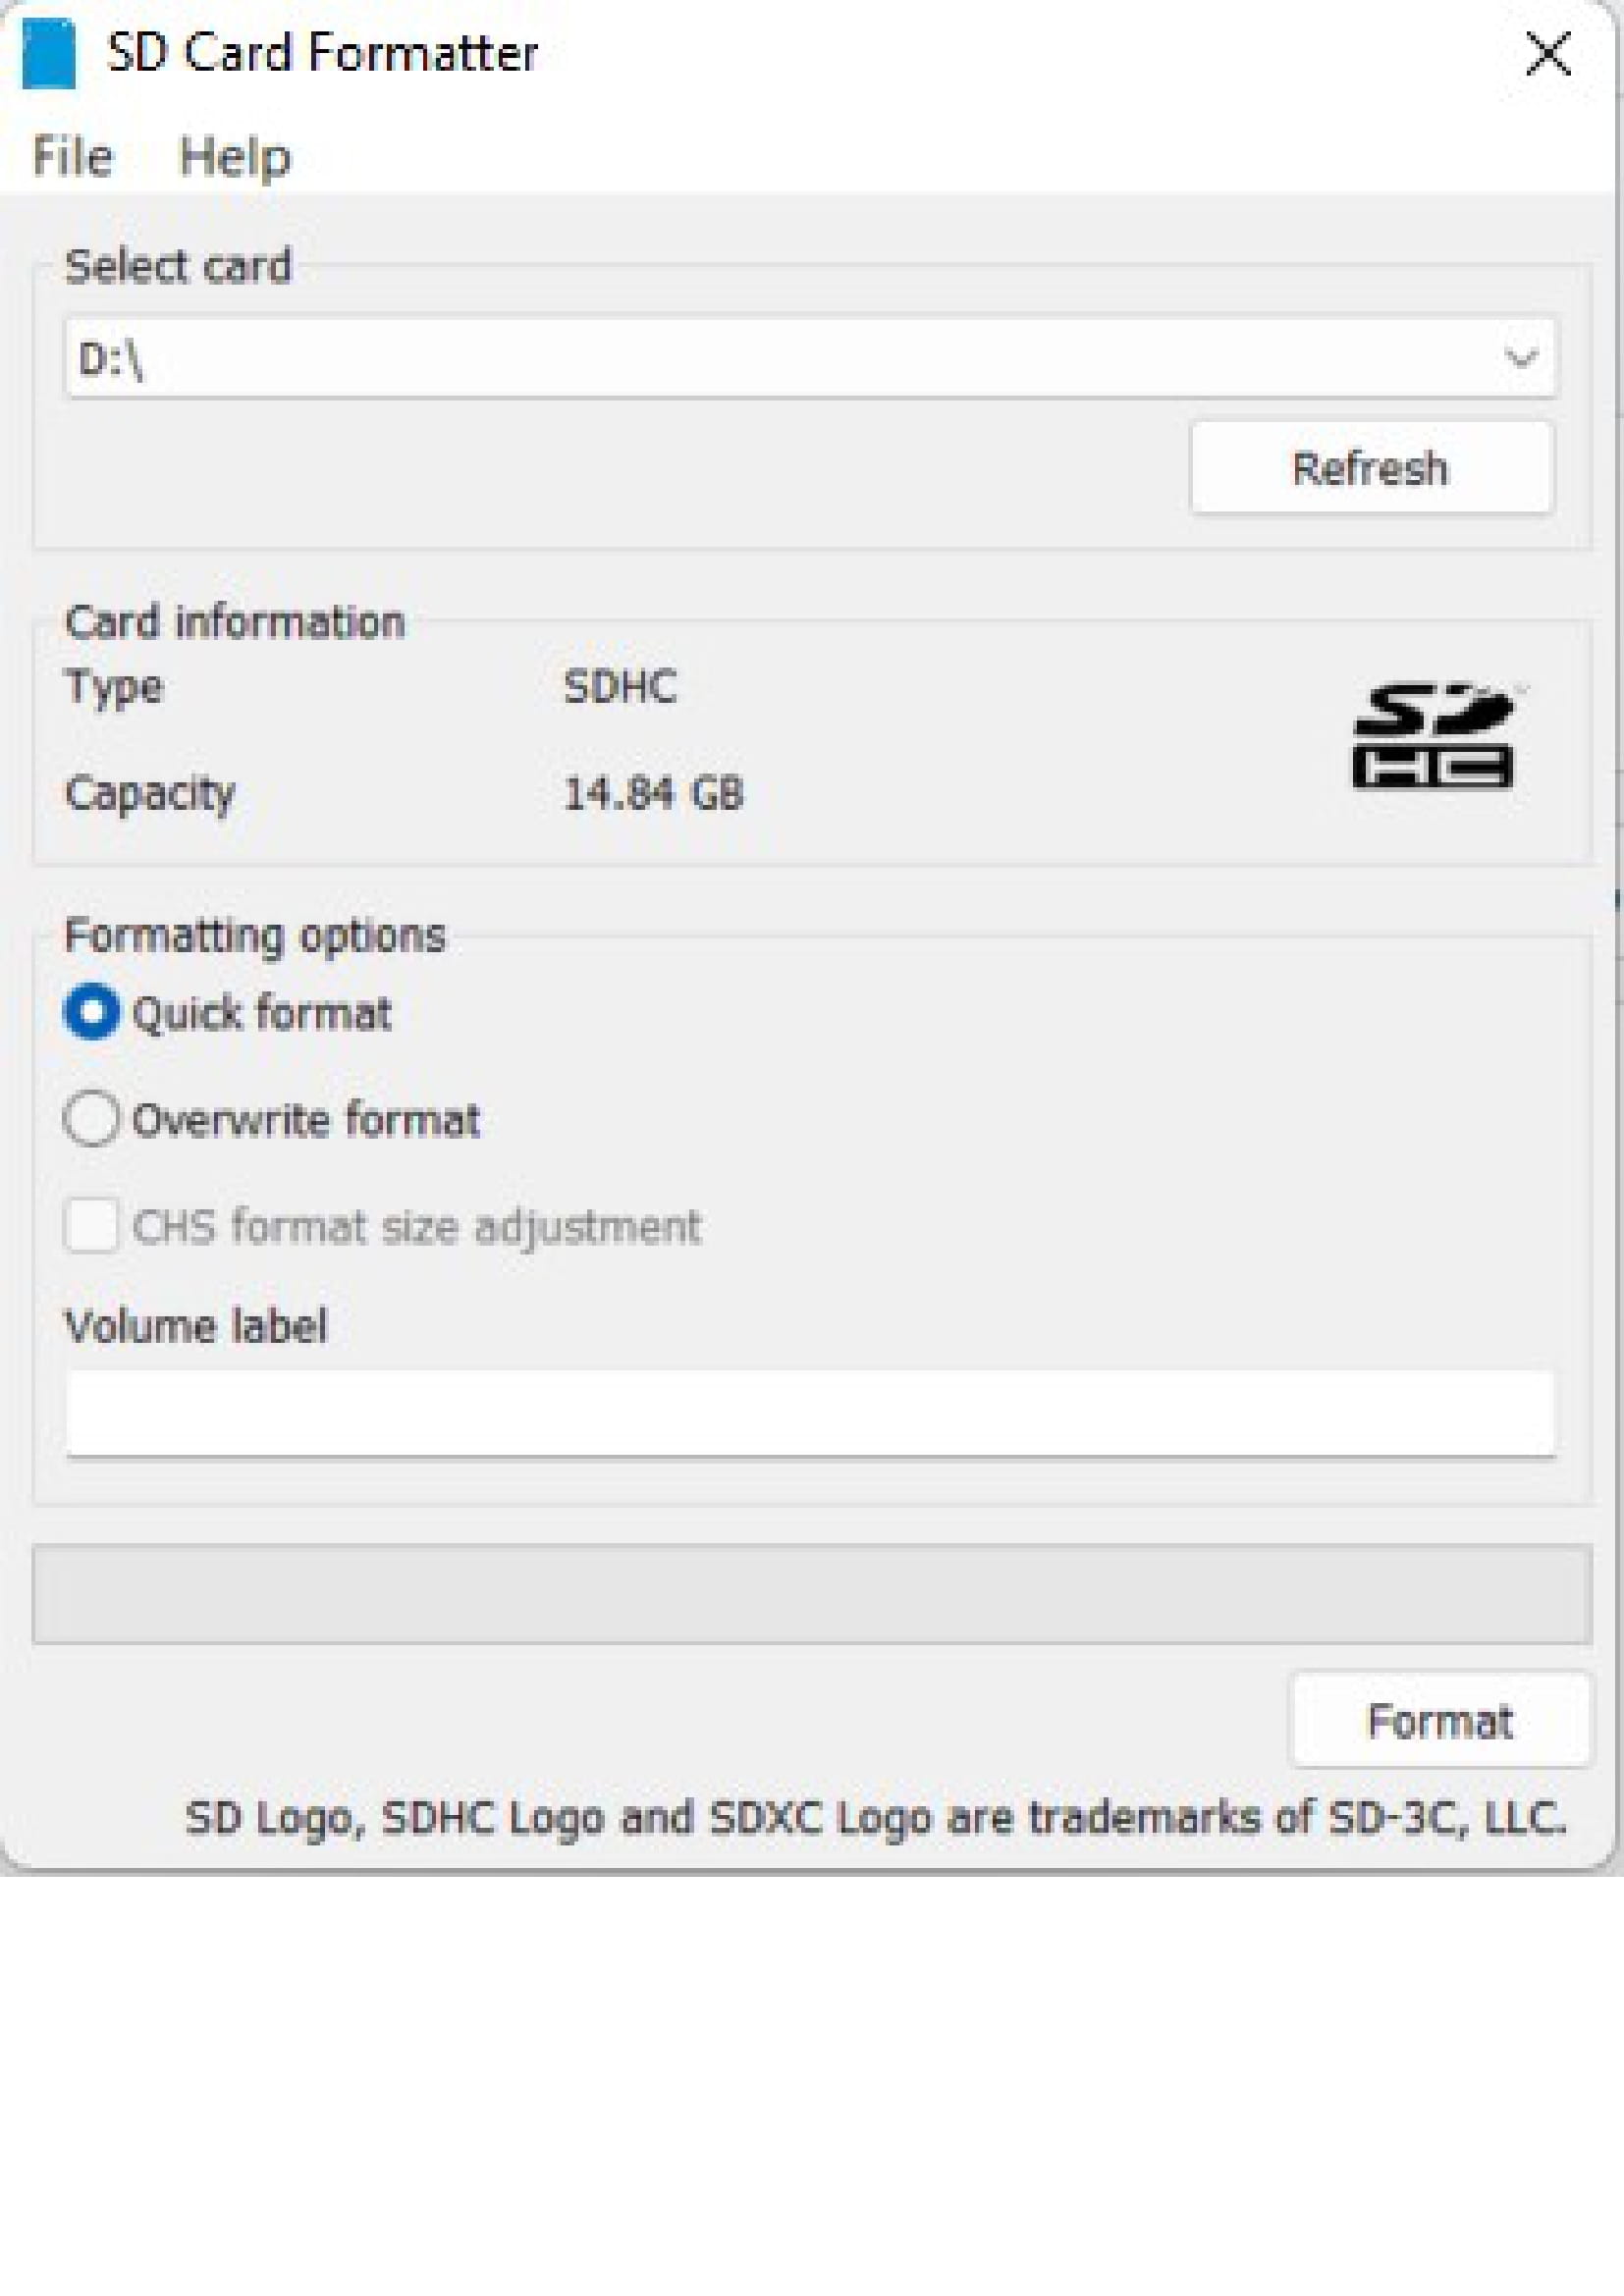 SD Card Formatter
File Help
Select card
D:\
Refresh
Card information
Type SDHC
SD
HC
Capacity 14.84 GB
Formatting options
Quick format
Overwrite format
CHS format size adjustment
Volume label
Format
SD Logo, SDHC Logo and SDXC Logo are trademarks of SD-3C, LLC.